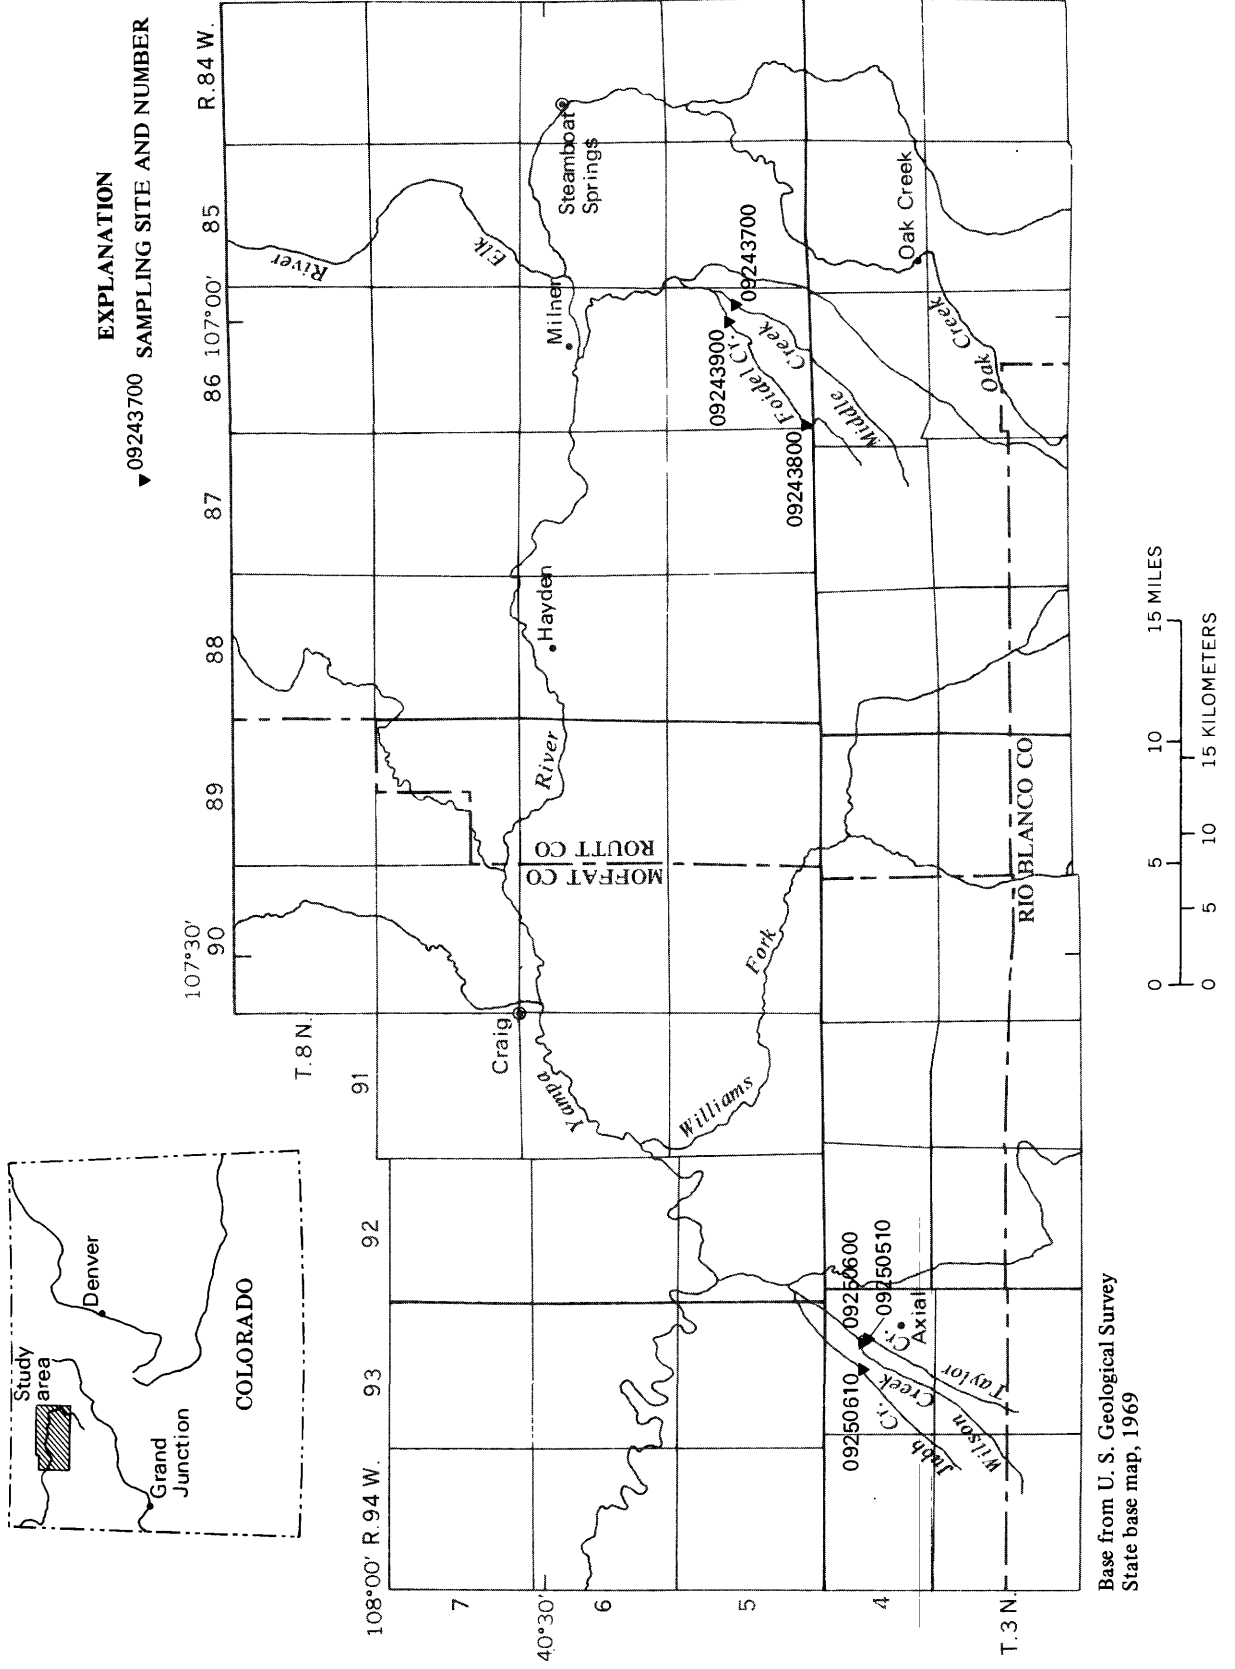 EXPLANATION
09243700 SAMPLING SITE AND NUMBER
Study
area
Denver
Grand
Junction
COLORADO
108°00' R.94 W.
93
92
91
107°30'
90
89
88
87
86
107°00'
85
R.84 W.
T.8 N.
7
40°30'
6
5
4
T.3 N.
River
Elk
Steamboat
Springs
Milner
Hayden
River
Craig
Yampa
MOFFAT CO
ROUTT CO
Williams
Fork
09243700
09243900
09243800
Foidel Cr.
Middle
Creek
Oak Creek
Oak
Creek
09250600
09250510
09250610
Axial
Jubb
Cr.
Wilson
Creek
Taylor
Cr.
RIO BLANCO CO
0 5 10 15 MILES
0 5 10 15 KILOMETERS
Base from U. S. Geological Survey
State base map, 1969